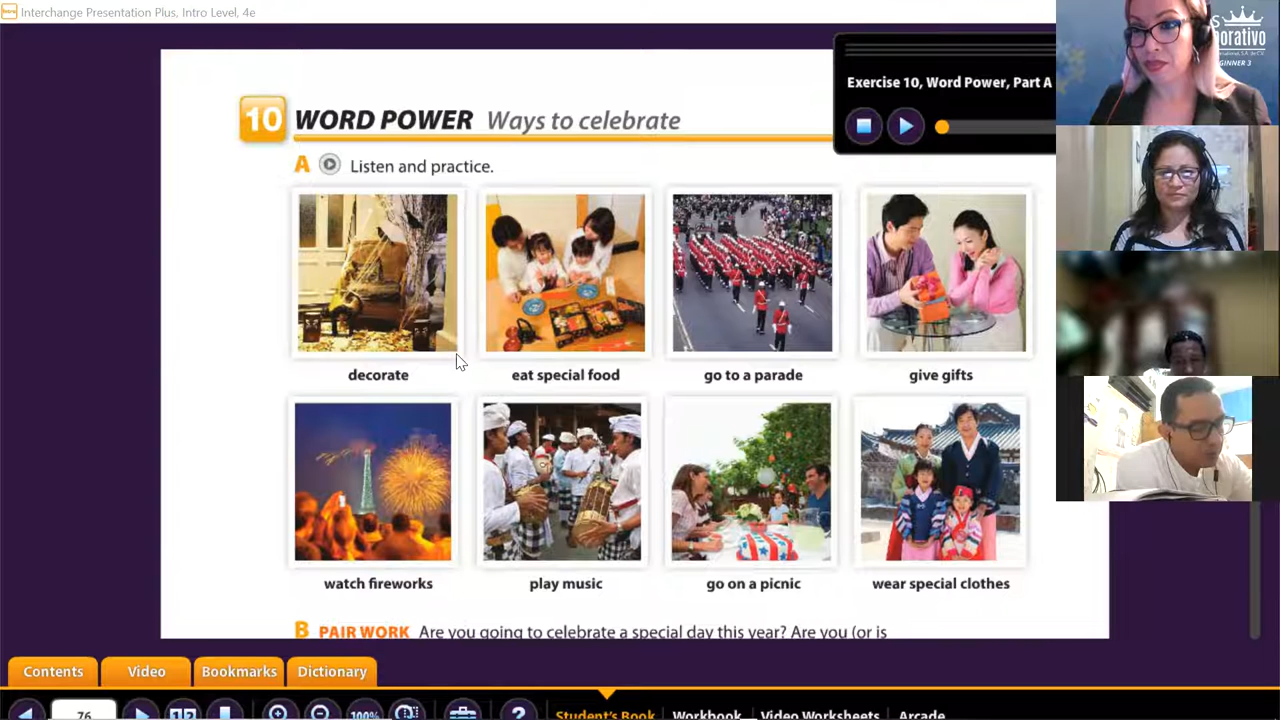 Interchange Presentation Plus, Intro Level, 4e
10 WORD POWER Ways to celebrate
Exercise 10, Word Power, Part A
A Listen and practice.
decorate eat special food go to a parade give gifts
watch fireworks play music go on a picnic wear special clothes
B PAIR WORK Are you going to celebrate a special day this year? Are you (or is
Contents Video Bookmarks Dictionary
76 100% ?
Student's Book Workbook Video Worksheets Arcade